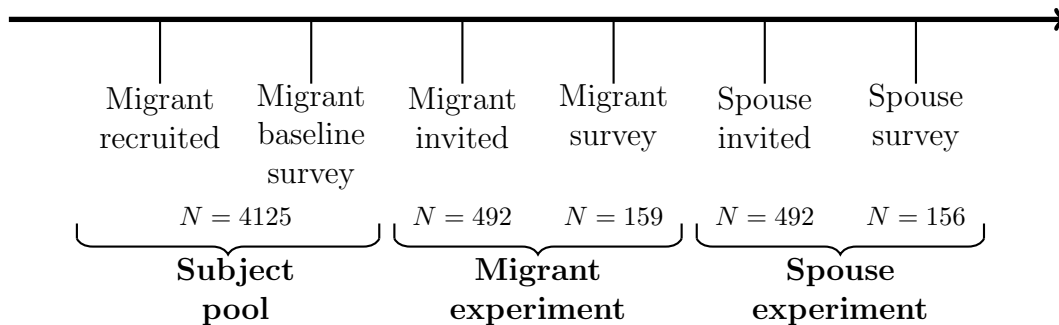 Migrant
recruited
Migrant
baseline
survey
Migrant
invited
Migrant
survey
Spouse
invited
Spouse
survey
N = 4125
N = 492
N = 159
N = 492
N = 156
Subject
pool
Migrant
experiment
Spouse
experiment